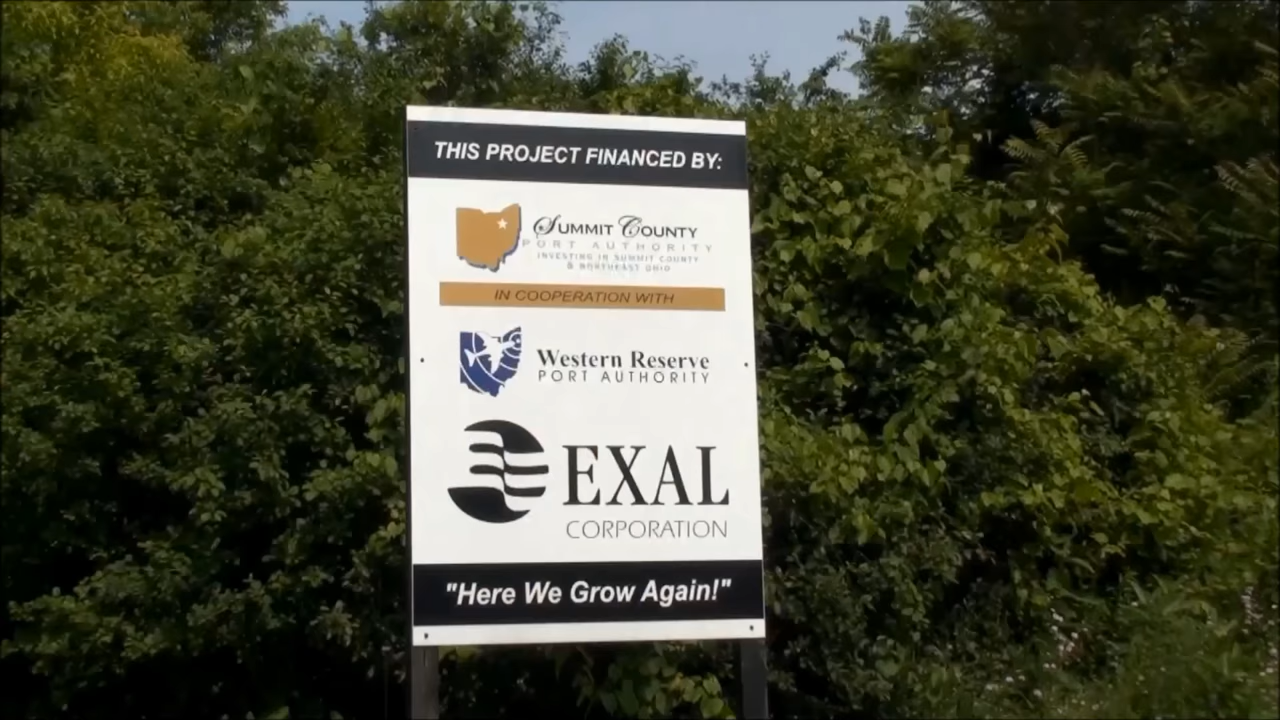 THIS PROJECT FINANCED BY:
SUMMIT COUNTY
PORT AUTHORITY
INVESTING IN SUMMIT COUNTY
& NORTHEAST OHIO
IN COOPERATION WITH
Western Reserve
PORT AUTHORITY
EXAL
CORPORATION
"Here We Grow Again!"